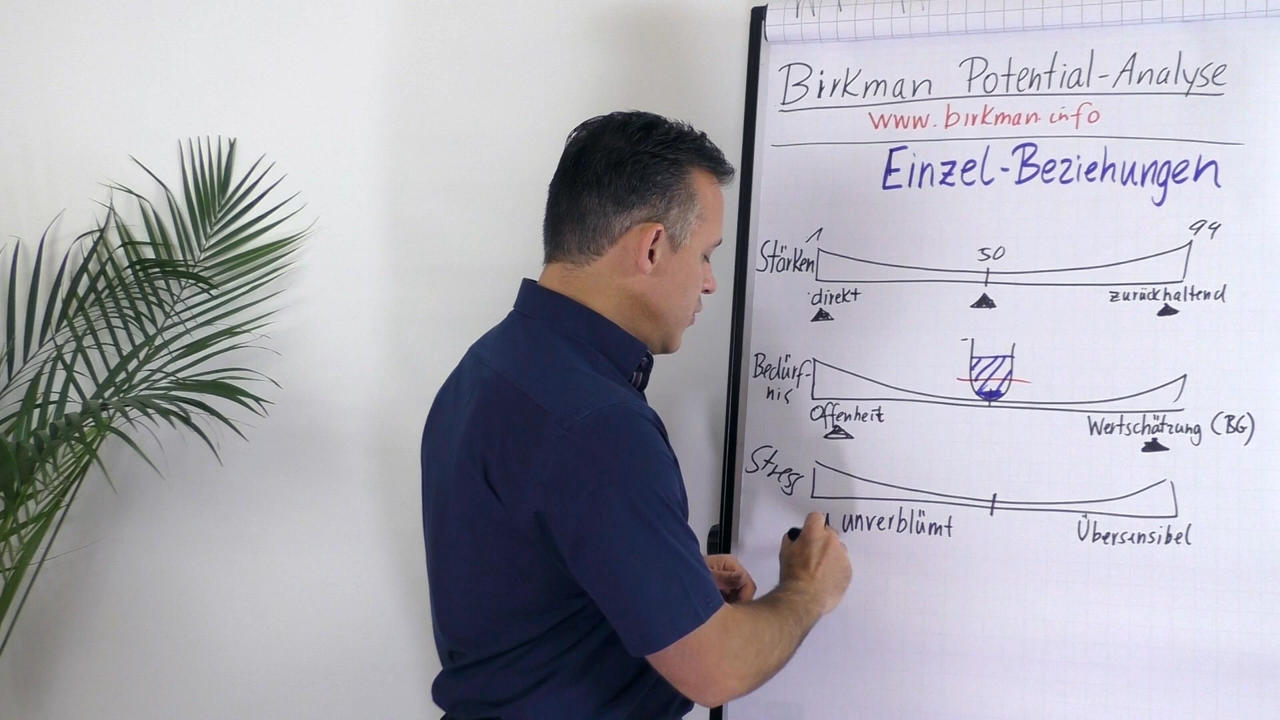 Birkman Potential-Analyse
www.birkman.info
Einzel-Beziehungen
1 50 99
Stärken
direkt zurückhaltend
Bedürf-
nis
Offenheit Wertschätzung (BG)
Stress
unverblümt Übersensibel